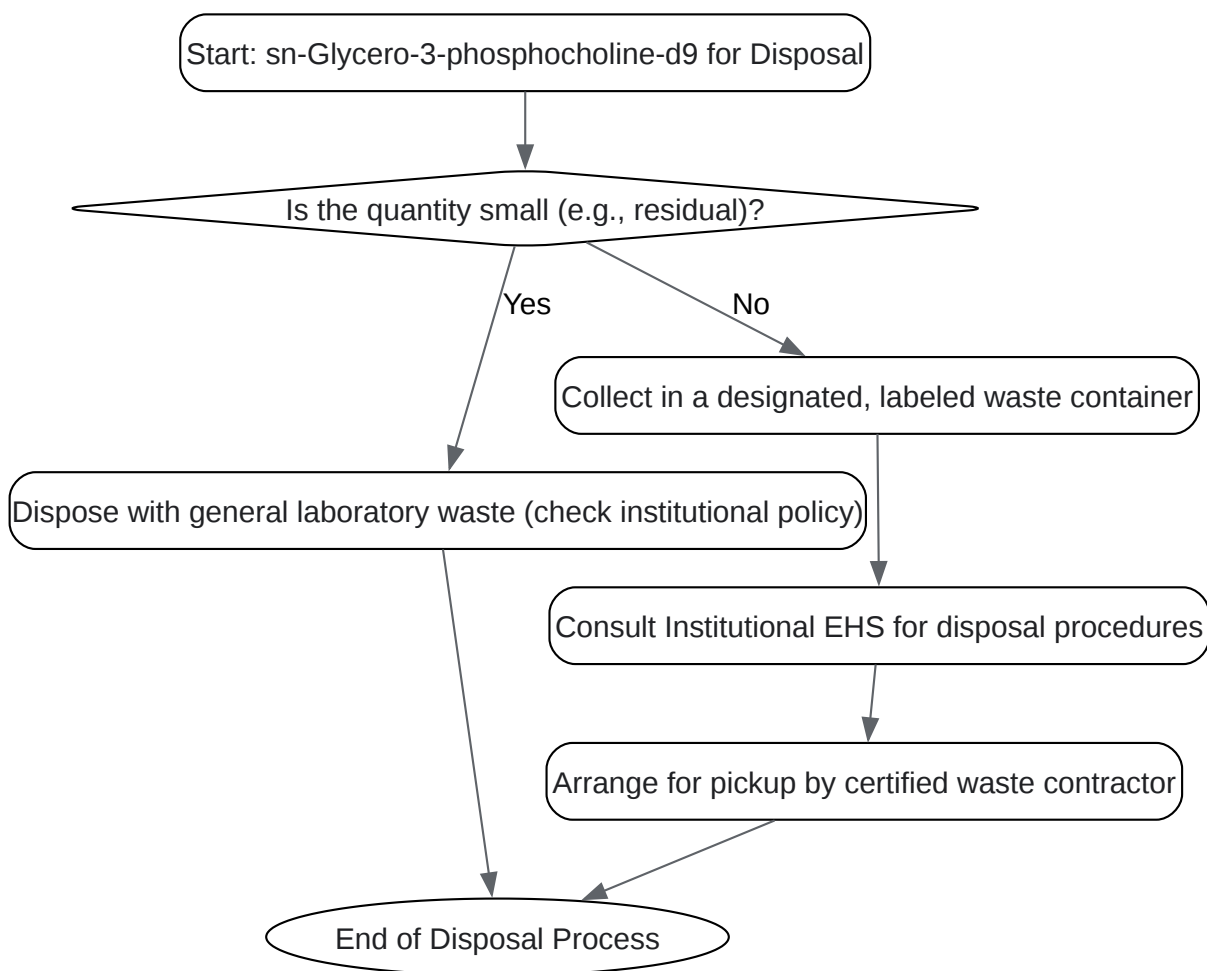 Start: sn-Glycero-3-phosphocholine-d9 for Disposal
Is the quantity small (e.g., residual)?
Yes
No
Collect in a designated, labeled waste container
Dispose with general laboratory waste (check institutional policy)
Consult Institutional EHS for disposal procedures
Arrange for pickup by certified waste contractor
End of Disposal Process